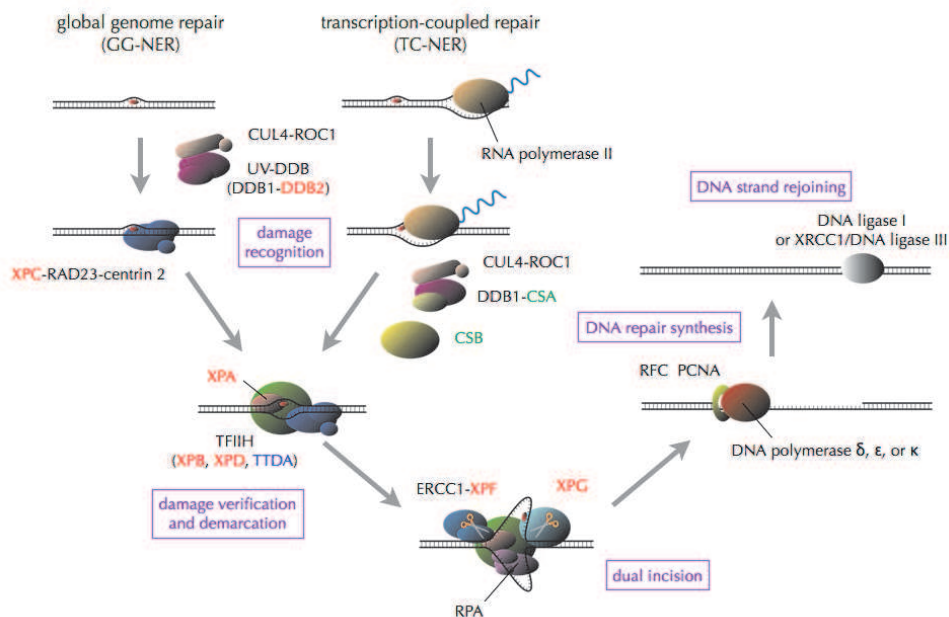 global genome repair
(GG-NER)
transcription-coupled repair
(TC-NER)
CUL4-ROC1
UV-DDB
(DDB1-DDB2)
RNA polymerase II
damage
recognition
XPC-RAD23-centrin 2
CUL4-ROC1
DDB1-CSA
CSB
XPA
TFIIH
(XPB, XPD, TTDA)
damage verification
and demarcation
ERCC1-XPF
XPG
RPA
dual incision
RFC PCNA
DNA polymerase δ, ε, or κ
DNA repair synthesis
DNA ligase I
or XRCC1/DNA ligase III
DNA strand rejoining